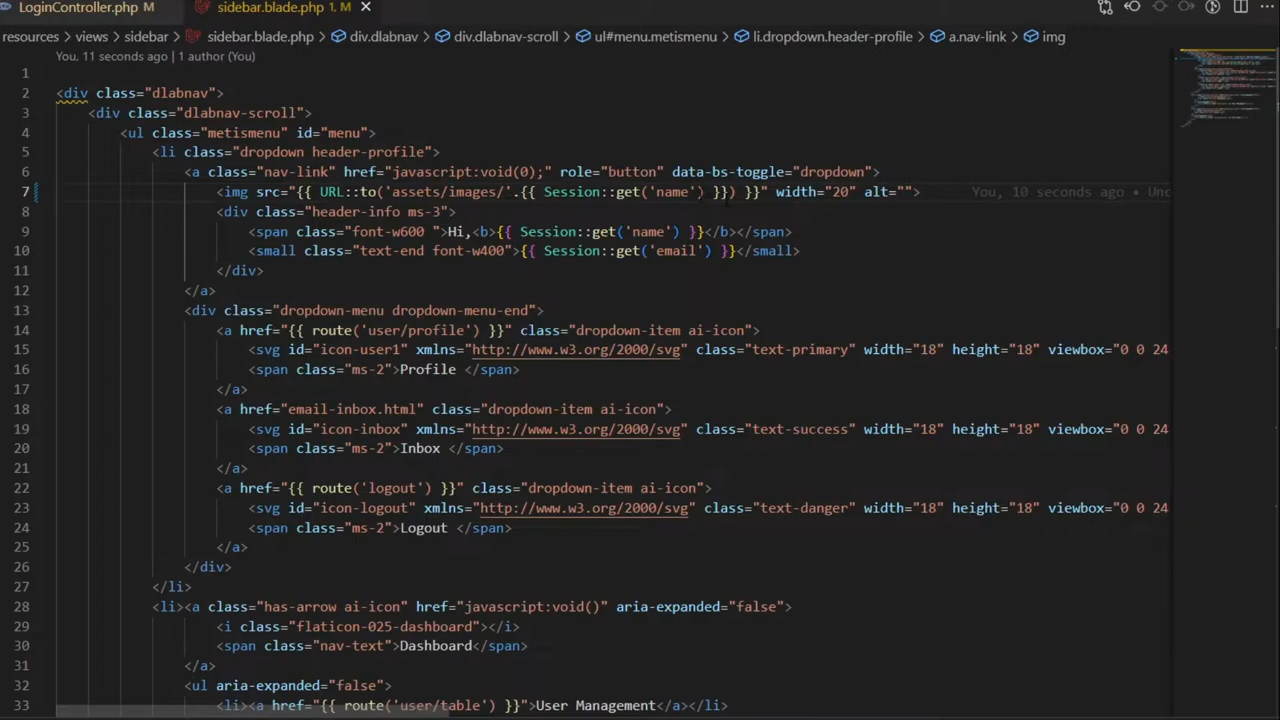 LoginController.php M sidebar.blade.php 1, M
resources > views > sidebar > sidebar.blade.php > div.dlabnav > div.dlabnav-scroll > ul#menu.metismenu > li.dropdown.header-profile > a.nav-link > img
You, 11 seconds ago | 1 author (You)
1
2 <div class="dlabnav">
3 <div class="dlabnav-scroll">
4 <ul class="metismenu" id="menu">
5 <li class="dropdown header-profile">
6 <a class="nav-link" href="javascript:void(0);" role="button" data-bs-toggle="dropdown">
7 <img src="{{ URL::to('assets/images/'.{{ Session::get('name') }}) }}" width="20" alt=""> You, 10 seconds ago • Unc
8 <div class="header-info ms-3">
9 <span class="font-w600 ">Hi,<b>{{ Session::get('name') }}</b></span>
10 <small class="text-end font-w400">{{ Session::get('email') }}</small>
11 </div>
12 </a>
13 <div class="dropdown-menu dropdown-menu-end">
14 <a href="{{ route('user/profile') }}" class="dropdown-item ai-icon">
15 <svg id="icon-user1" xmlns="http://www.w3.org/2000/svg" class="text-primary" width="18" height="18" viewbox="0 0 24
16 <span class="ms-2">Profile </span>
17 </a>
18 <a href="email-inbox.html" class="dropdown-item ai-icon">
19 <svg id="icon-inbox" xmlns="http://www.w3.org/2000/svg" class="text-success" width="18" height="18" viewbox="0 0 24
20 <span class="ms-2">Inbox </span>
21 </a>
22 <a href="{{ route('logout') }}" class="dropdown-item ai-icon">
23 <svg id="icon-logout" xmlns="http://www.w3.org/2000/svg" class="text-danger" width="18" height="18" viewbox="0 0 24
24 <span class="ms-2">Logout </span>
25 </a>
26 </div>
27 </li>
28 <li><a class="has-arrow ai-icon" href="javascript:void()" aria-expanded="false">
29 <i class="flaticon-025-dashboard"></i>
30 <span class="nav-text">Dashboard</span>
31 </a>
32 <ul aria-expanded="false">
33 <li><a href="{{ route('user/table') }}">User Management</a></li>